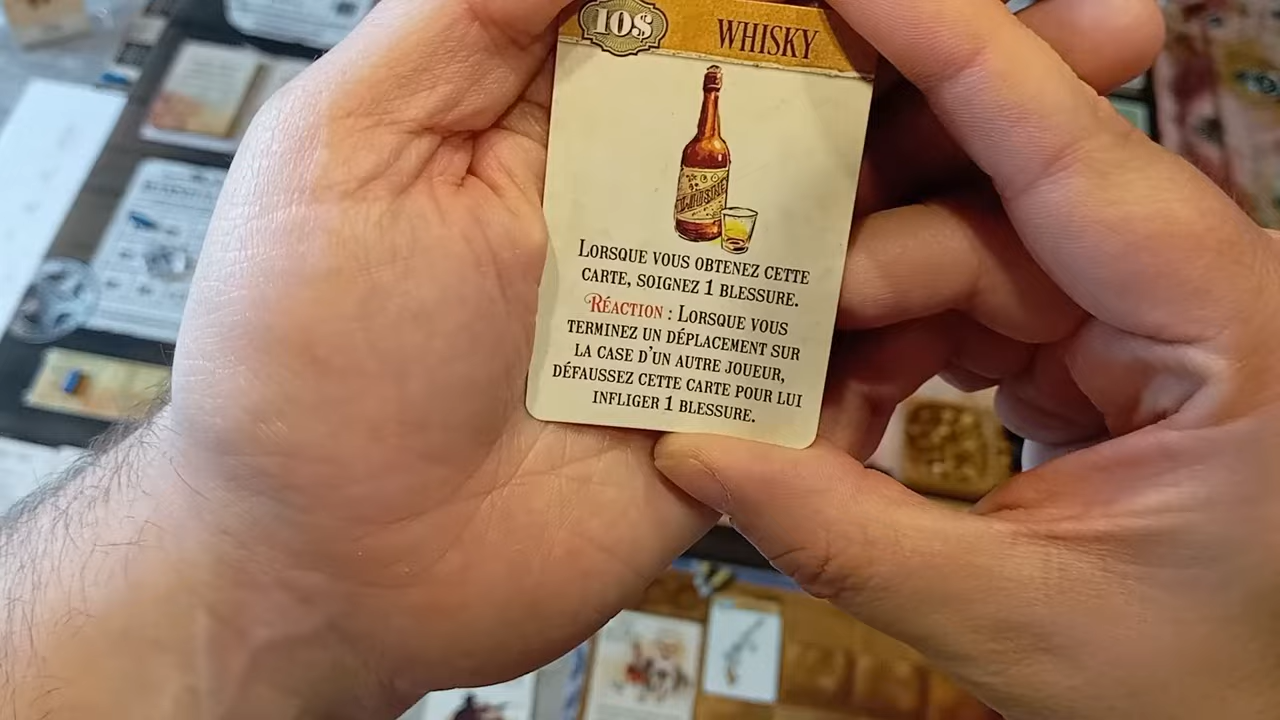 10$
WHISKY
Lorsque vous obtenez cette
carte, soignez 1 blessure.
Réaction : Lorsque vous
terminez un déplacement sur
la case d'un autre joueur,
défaussez cette carte pour lui
infliger 1 blessure.